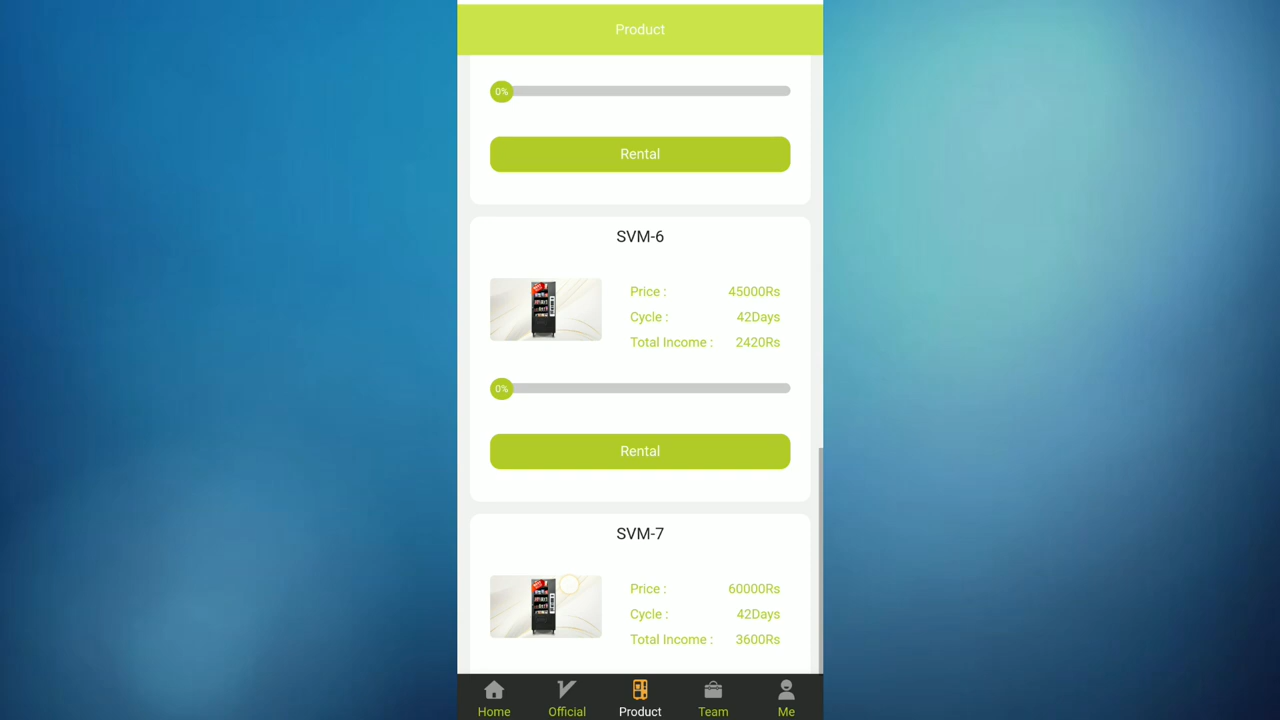 Product
0%
Rental
SVM-6
Price : 45000Rs
Cycle : 42Days
Total Income : 2420Rs
0%
Rental
SVM-7
Price : 60000Rs
Cycle : 42Days
Total Income : 3600Rs
Home Official Product Team Me